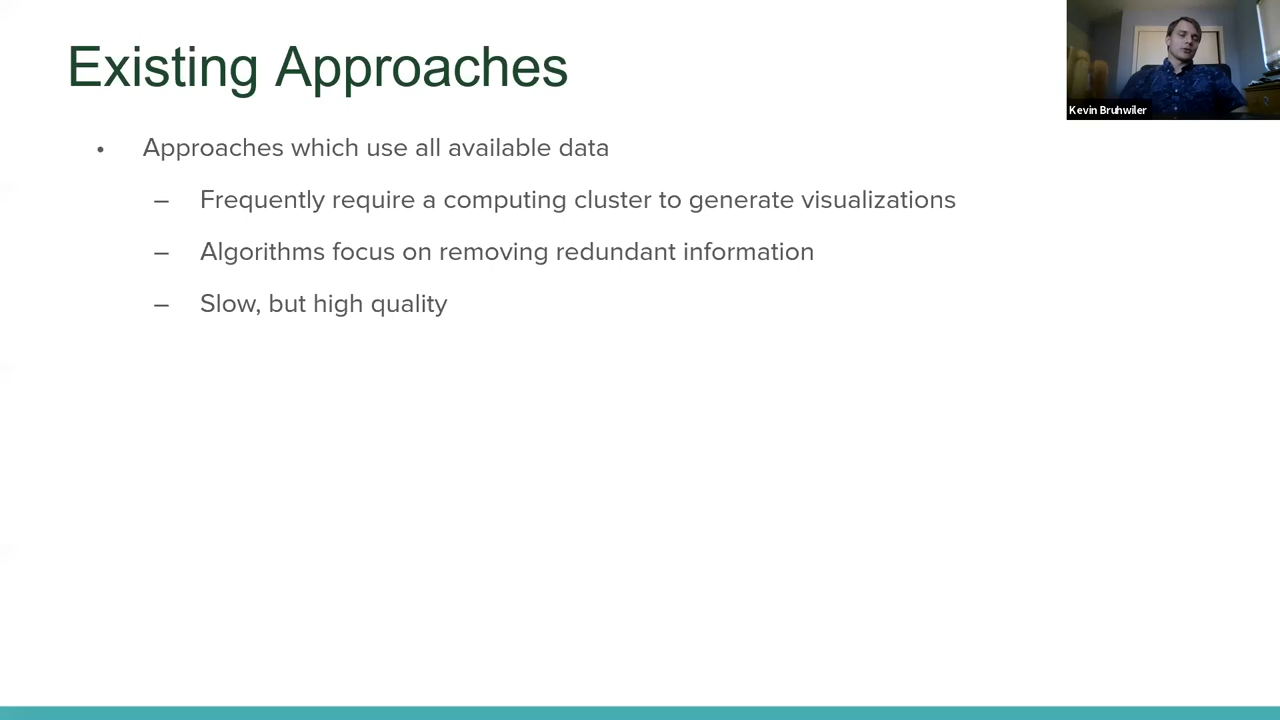 Existing Approaches
Kevin Bruhwiler
• Approaches which use all available data
– Frequently require a computing cluster to generate visualizations
– Algorithms focus on removing redundant information
– Slow, but high quality